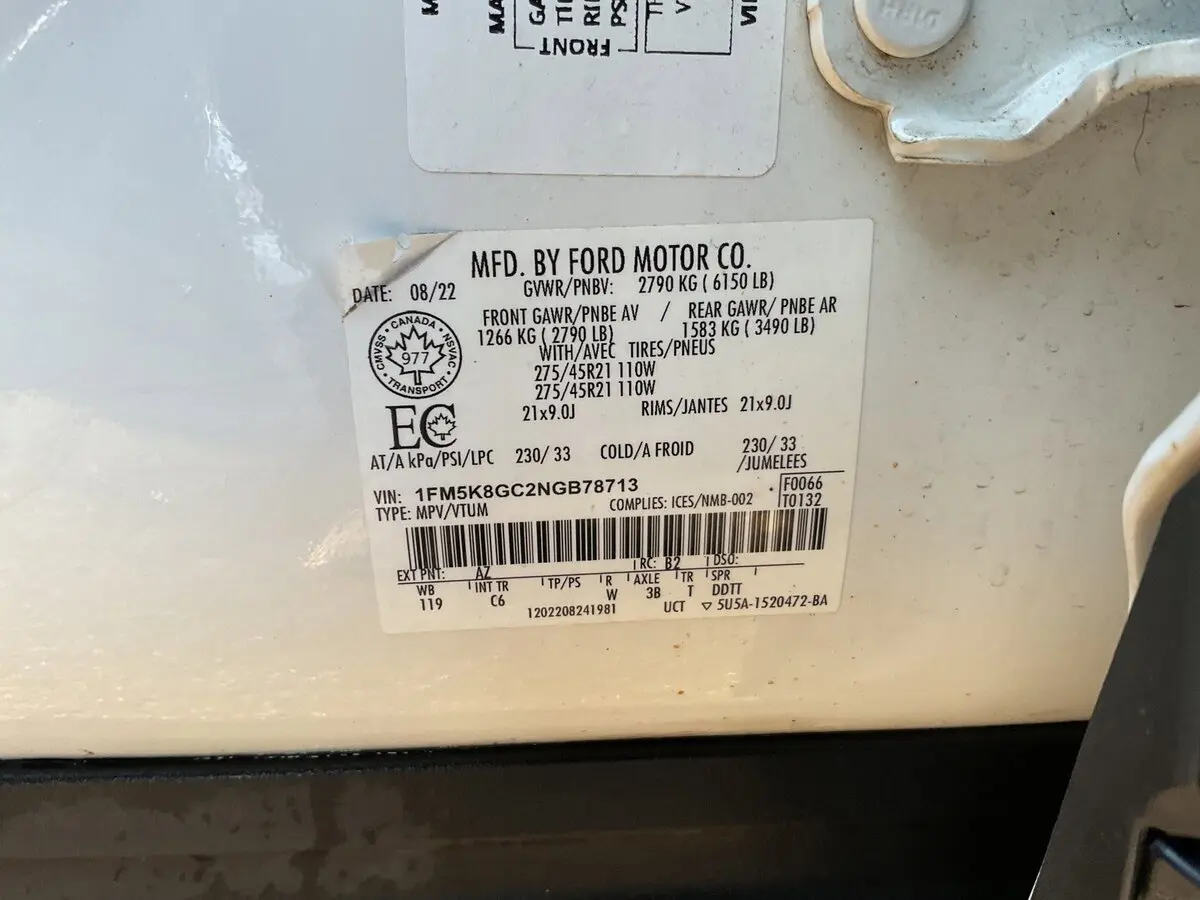 FRONT
MFD. BY FORD MOTOR CO.
DATE: 08/22
GVWR/PNBV: 2790 KG ( 6150 LB)
FRONT GAWR/PNBE AV / REAR GAWR/ PNBE AR
1266 KG ( 2790 LB) 1583 KG ( 3490 LB)
WITH/AVEC TIRES/PNEUS
275/45R21 110W
275/45R21 110W
21x9.0J RIMS/JANTES 21x9.0J
CANADA
CMVSS NSVAC
977
TRANSPORT
EC
AT/A kPa/PSI/LPC 230/ 33 COLD/A FROID 230/ 33
/JUMELEES
VIN: 1FM5K8GC2NGB78713 F0066
TYPE: MPV/VTUM COMPLIES: ICES/NMB-002 T0132
EXT PNT: AZ RC: B2 DSO:
WB INT TR TP/PS R AXLE TR SPR
119 C6 W 3B T DDTT
1202208241981 UCT ▽ 5U5A-1520472-BA